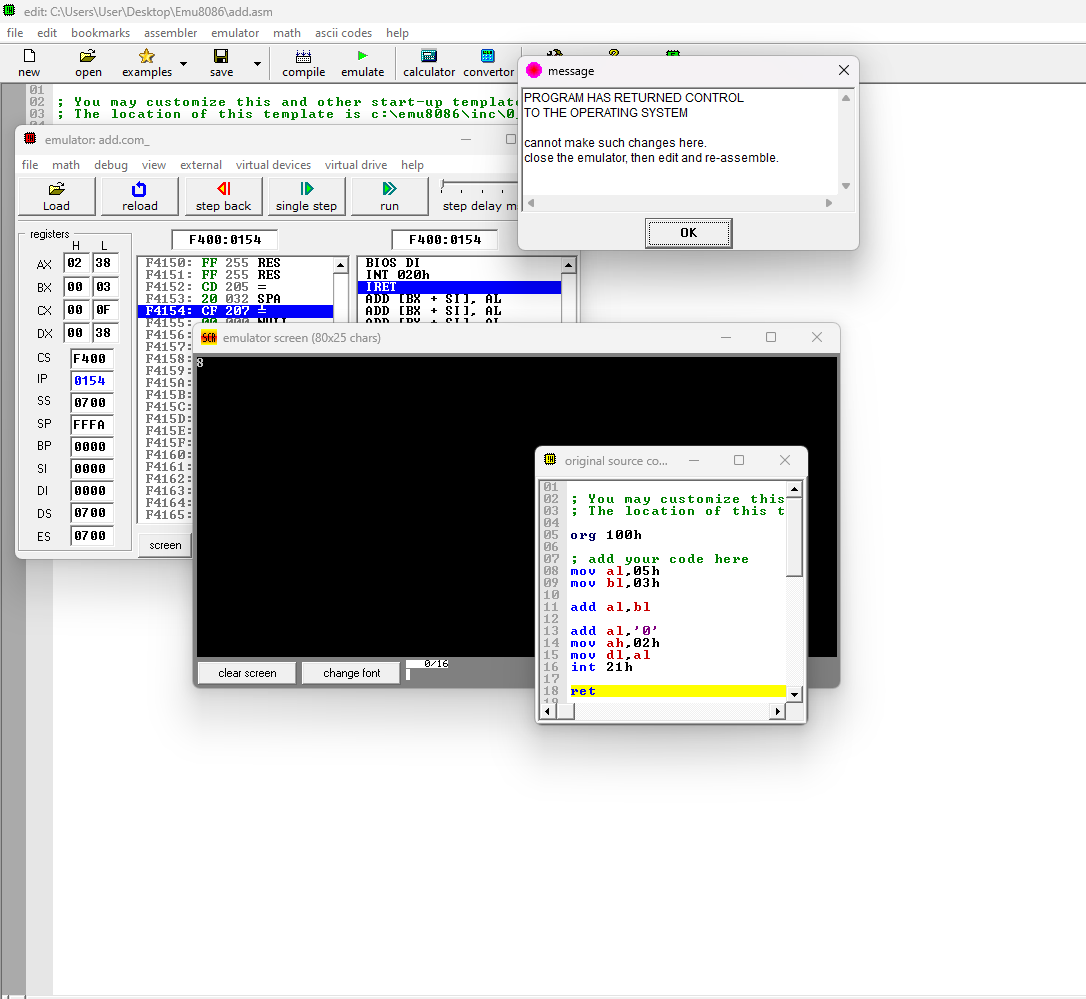 edit: C:\Users\User\Desktop\Emu8086\add.asm
file edit bookmarks assembler emulator math ascii codes help
new open examples save compile emulate calculator convertor
01
02 ; You may customize this and other start-up templat
03 ; The location of this template is c:\emu8086\inc\0
message
PROGRAM HAS RETURNED CONTROL
TO THE OPERATING SYSTEM
cannot make such changes here.
close the emulator, then edit and re-assemble.
OK
emulator: add.com_
file math debug view external virtual devices virtual drive help
Load reload step back single step run step delay m
registers
H L
AX 02 38
BX 00 03
CX 00 0F
DX 00 38
CS F400
IP 0154
SS 0700
SP FFFA
BP 0000
SI 0000
DI 0000
DS 0700
ES 0700
F400:0154 F400:0154
F4150: FF 255 RES
F4151: FF 255 RES
F4152: CD 205 =
F4153: 20 032 SPA
F4154: CF 207 ╧
F4155: 00 000 NULL
F4156:
F4157:
F4158:
F4159:
F415A:
F415B:
F415C:
F415D:
F415E:
F415F:
F4160:
F4161:
F4162:
F4163:
F4164:
F4165:
BIOS DI
INT 020h
IRET
ADD [BX + SI], AL
ADD [BX + SI], AL
ADD [BX + SI], AL
screen
emulator screen (80x25 chars)
8
clear screen change font 0/16
original source co...
01
02 ; You may customize this
03 ; The location of this t
04
05 org 100h
06
07 ; add your code here
08 mov al,05h
09 mov bl,03h
10
11 add al,bl
12
13 add al,'0'
14 mov ah,02h
15 mov dl,al
16 int 21h
17
18 ret
19